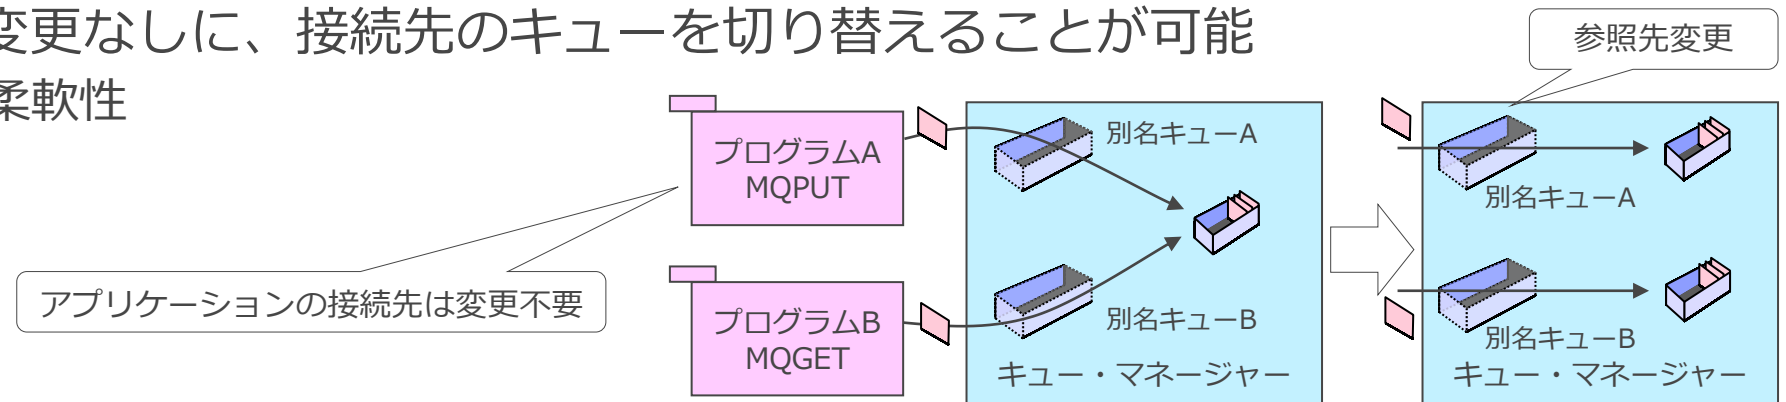 変更なしに、接続先のキューを切り替えることが可能
柔軟性
参照先変更
プログラムA
MQPUT
別名キューA
別名キューA
アプリケーションの接続先は変更不要
プログラムB
MQGET
別名キューB
キュー・マネージャー
別名キューB
キュー・マネージャー